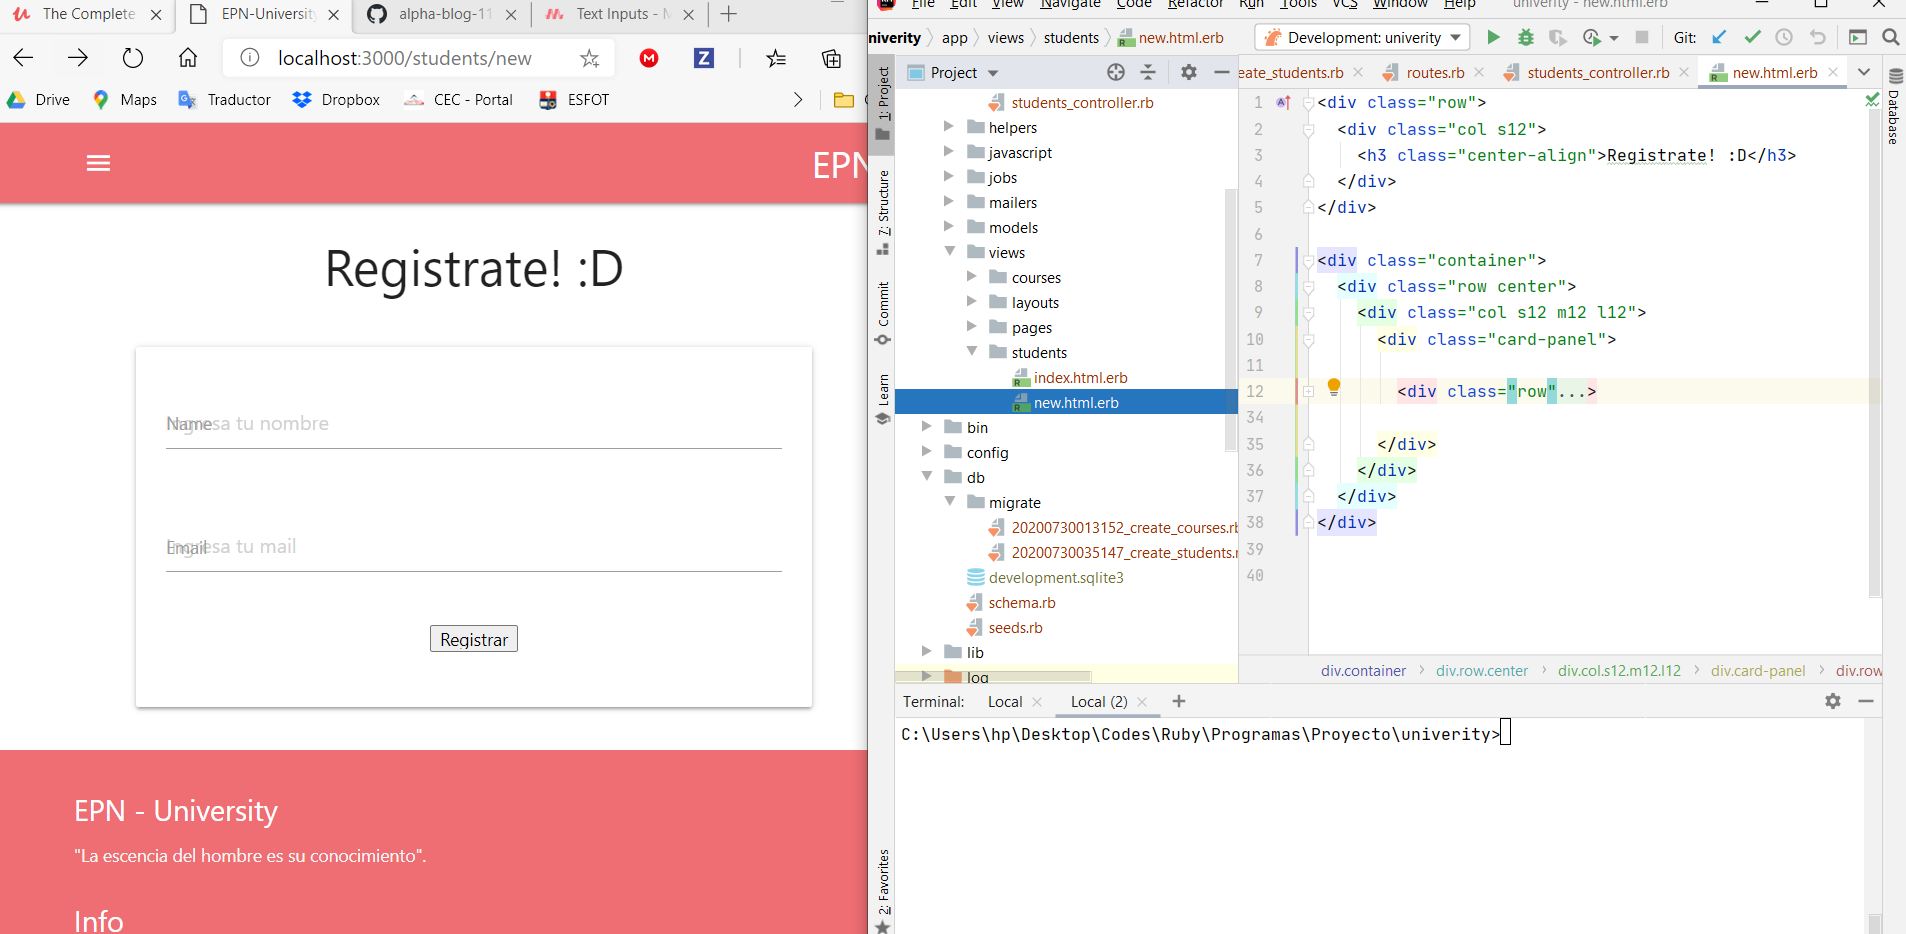 The Complete
EPN-University
alpha-blog-11
Text Inputs - M
localhost:3000/students/new
Drive
Maps
Traductor
Dropbox
CEC - Portal
ESFOT
EPN
Registrate! :D
Ingresa tu nombre
Name
Ingresa tu mail
Email
Registrar
EPN - University
"La escencia del hombre es su conocimiento".
Info
File Edit View Navigate Code Refactor Run Tools VCS Window Help
univerity - new.html.erb
niverity
app
views
students
new.html.erb
Development: univerity
Git:
1: Project
7: Structure
Commit
Learn
2: Favorites
Project
students_controller.rb
helpers
javascript
jobs
mailers
models
views
courses
layouts
pages
students
index.html.erb
new.html.erb
bin
config
db
migrate
20200730013152_create_courses.rb
20200730035147_create_students.r
development.sqlite3
schema.rb
seeds.rb
lib
log
eate_students.rb
routes.rb
students_controller.rb
new.html.erb
Database
1 <div class="row">
2 <div class="col s12">
3 <h3 class="center-align">Registrate! :D</h3>
4 </div>
5 </div>
6
7 <div class="container">
8 <div class="row center">
9 <div class="col s12 m12 l12">
10 <div class="card-panel">
11
12 <div class="row"...>
34
35 </div>
36 </div>
37 </div>
38 </div>
39
40
div.container
div.row.center
div.col.s12.m12.l12
div.card-panel
div.row
Terminal:
Local
Local (2)
C:\Users\hp\Desktop\Codes\Ruby\Programas\Proyecto\univerity>